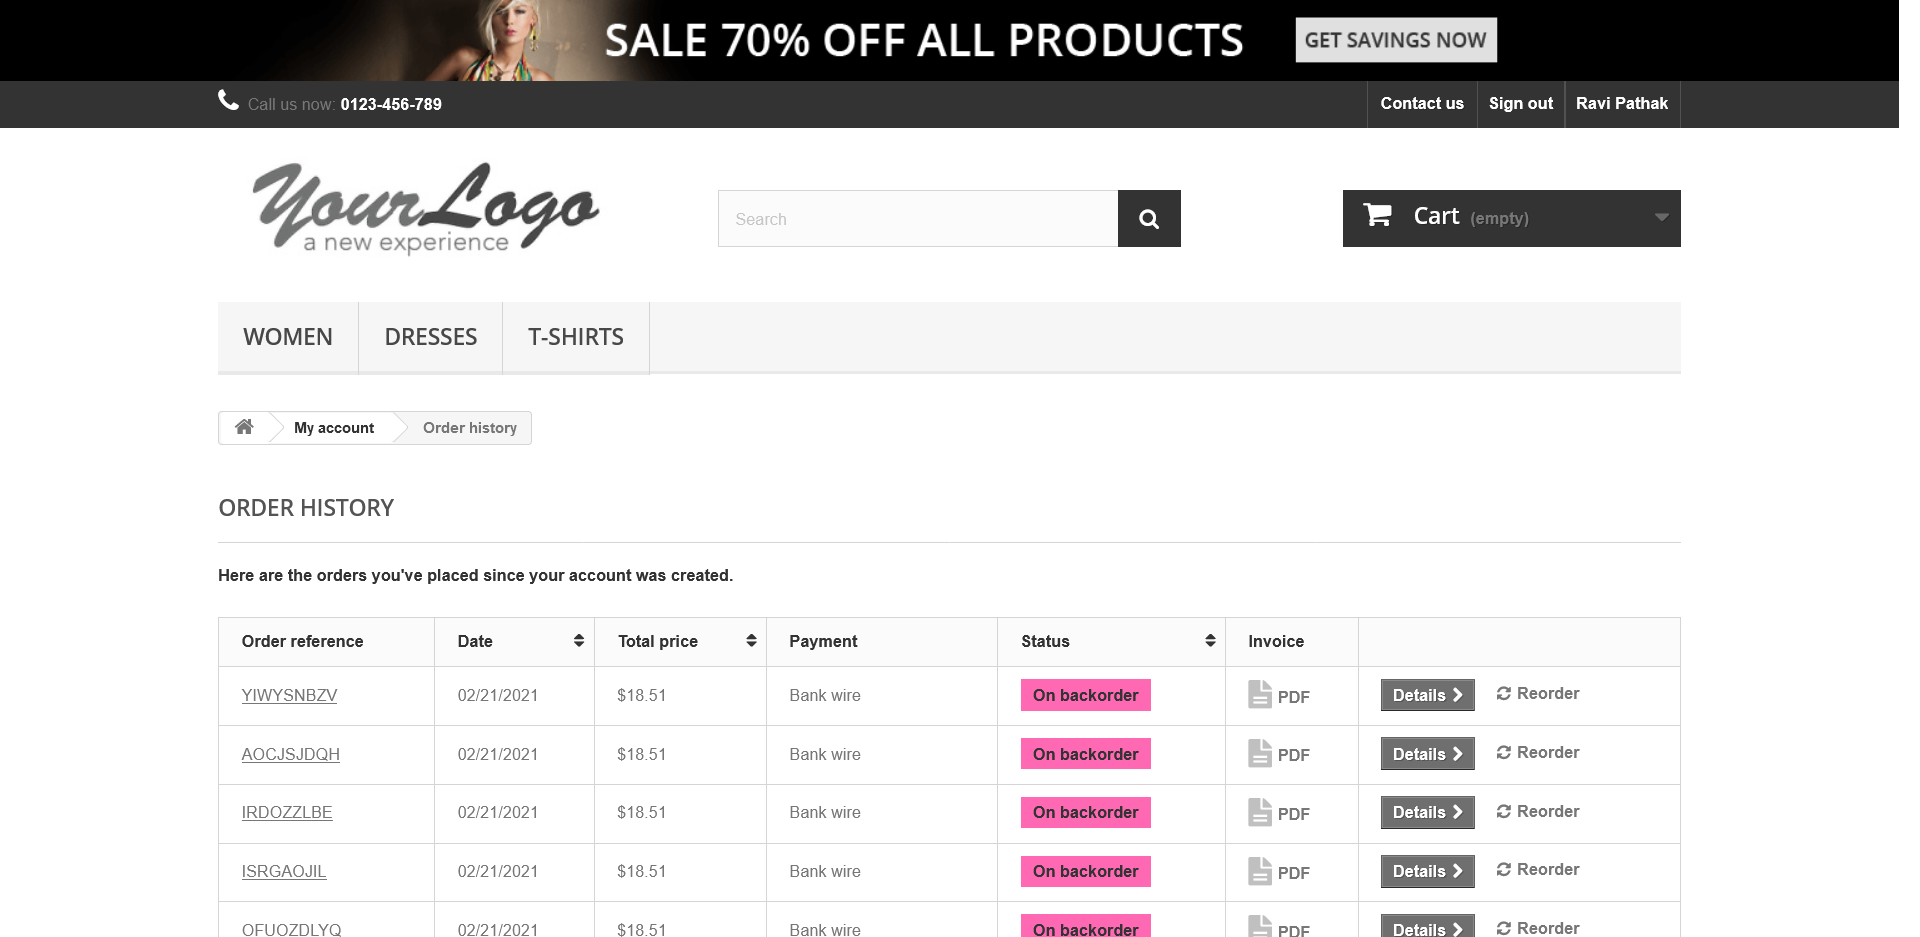 SALE 70% OFF ALL PRODUCTS GET SAVINGS NOW
Call us now: 0123-456-789 Contact us Sign out Ravi Pathak
Your Logo
a new experience
Search
Cart (empty)
WOMEN DRESSES T-SHIRTS
My account Order history
ORDER HISTORY
Here are the orders you've placed since your account was created.
Order reference Date Total price Payment Status Invoice
YIWYSNBZV 02/21/2021 $18.51 Bank wire On backorder PDF Details Reorder
AOCJSJDQH 02/21/2021 $18.51 Bank wire On backorder PDF Details Reorder
IRDOZZLBE 02/21/2021 $18.51 Bank wire On backorder PDF Details Reorder
ISRGAOJIL 02/21/2021 $18.51 Bank wire On backorder PDF Details Reorder
OFUOZDLYQ 02/21/2021 $18.51 Bank wire On backorder PDF Details Reorder